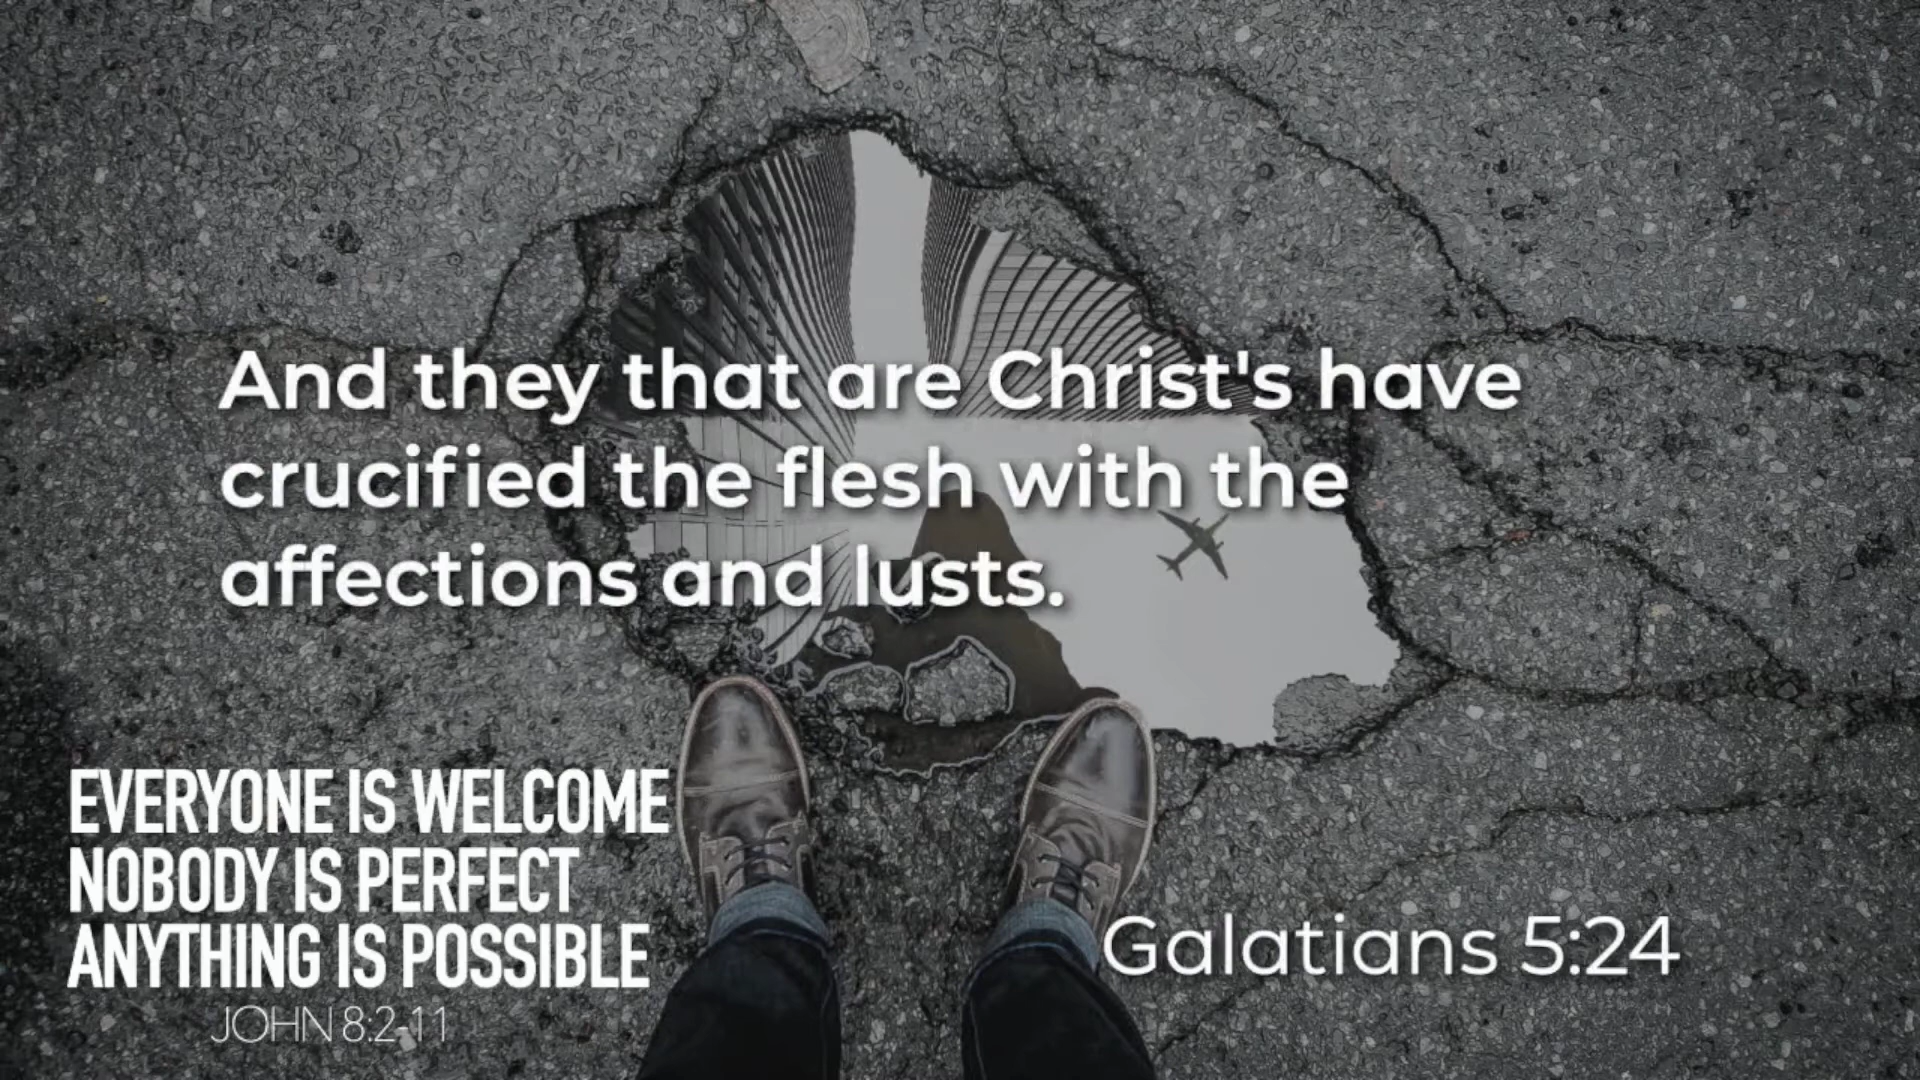 And they that are Christ's have
crucified the flesh with the
affections and lusts.
EVERYONE IS WELCOME
NOBODY IS PERFECT
ANYTHING IS POSSIBLE
JOHN 8:2-11
Galatians 5:24